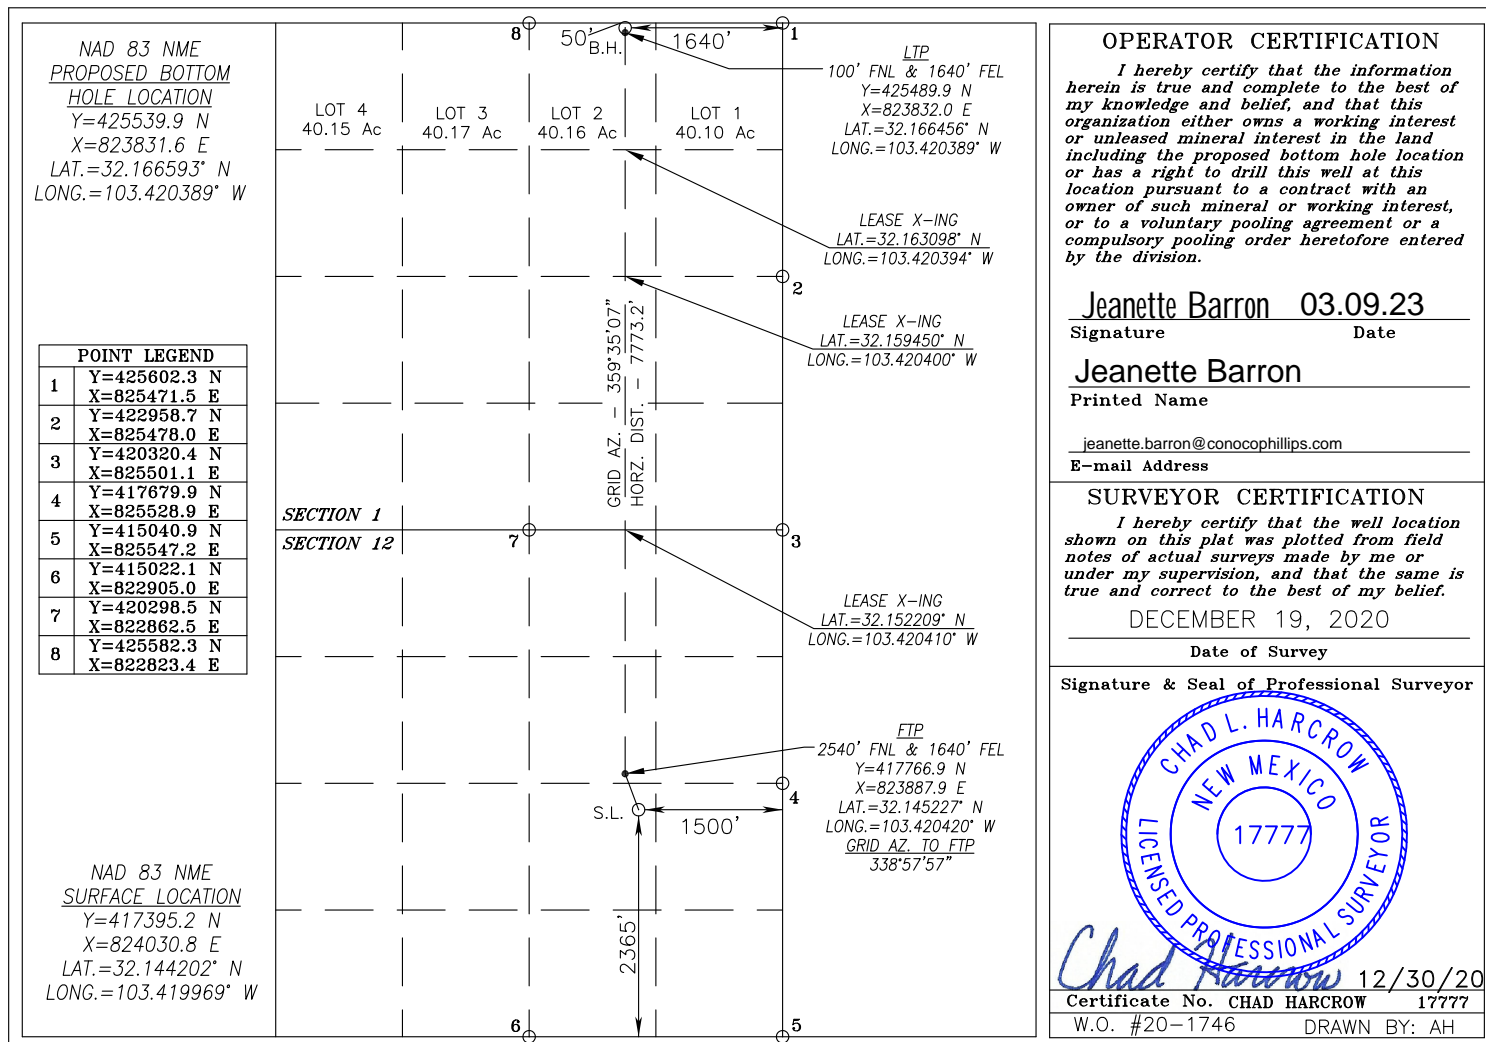 NAD 83 NME
PROPOSED BOTTOM
HOLE LOCATION
Y=425539.9 N
X=823831.6 E
LAT.=32.166593° N
LONG.=103.420389° W
POINT LEGEND
1 Y=425602.3 N
X=825471.5 E
2 Y=422958.7 N
X=825478.0 E
3 Y=420320.4 N
X=825501.1 E
4 Y=417679.9 N
X=825528.9 E
5 Y=415040.9 N
X=825547.2 E
6 Y=415022.1 N
X=822905.0 E
7 Y=420298.5 N
X=822862.5 E
8 Y=425582.3 N
X=822823.4 E
NAD 83 NME
SURFACE LOCATION
Y=417395.2 N
X=824030.8 E
LAT.=32.144202° N
LONG.=103.419969° W
8
50'
B.H.
1640'
1
LOT 4
40.15 Ac
LOT 3
40.17 Ac
LOT 2
40.16 Ac
LOT 1
40.10 Ac
LTP
100' FNL & 1640' FEL
Y=425489.9 N
X=823832.0 E
LAT.=32.166456° N
LONG.=103.420389° W
LEASE X-ING
LAT.=32.163098° N
LONG.=103.420394° W
2
LEASE X-ING
LAT.=32.159450° N
LONG.=103.420400° W
GRID AZ. - 359°35'07"
HORZ. DIST. - 7773.2'
SECTION 1
SECTION 12
7
3
LEASE X-ING
LAT.=32.152209° N
LONG.=103.420410° W
FTP
2540' FNL & 1640' FEL
Y=417766.9 N
X=823887.9 E
LAT.=32.145227° N
LONG.=103.420420° W
GRID AZ. TO FTP
338°57'57"
4
S.L.
1500'
2365'
6
5
OPERATOR CERTIFICATION
I hereby certify that the information
herein is true and complete to the best of
my knowledge and belief, and that this
organization either owns a working interest
or unleased mineral interest in the land
including the proposed bottom hole location
or has a right to drill this well at this
location pursuant to a contract with an
owner of such mineral or working interest,
or to a voluntary pooling agreement or a
compulsory pooling order heretofore entered
by the division.
Jeanette Barron 03.09.23
Signature Date
Jeanette Barron
Printed Name
jeanette.barron@conocophillips.com
E-mail Address
SURVEYOR CERTIFICATION
I hereby certify that the well location
shown on this plat was plotted from field
notes of actual surveys made by me or
under my supervision, and that the same is
true and correct to the best of my belief.
DECEMBER 19, 2020
Date of Survey
Signature & Seal of Professional Surveyor
CHAD L. HARCROW
NEW MEXICO
17777
LICENSED PROFESSIONAL SURVEYOR
Chad Harcrow 12/30/20
Certificate No. CHAD HARCROW 17777
W.O. #20-1746 DRAWN BY: AH